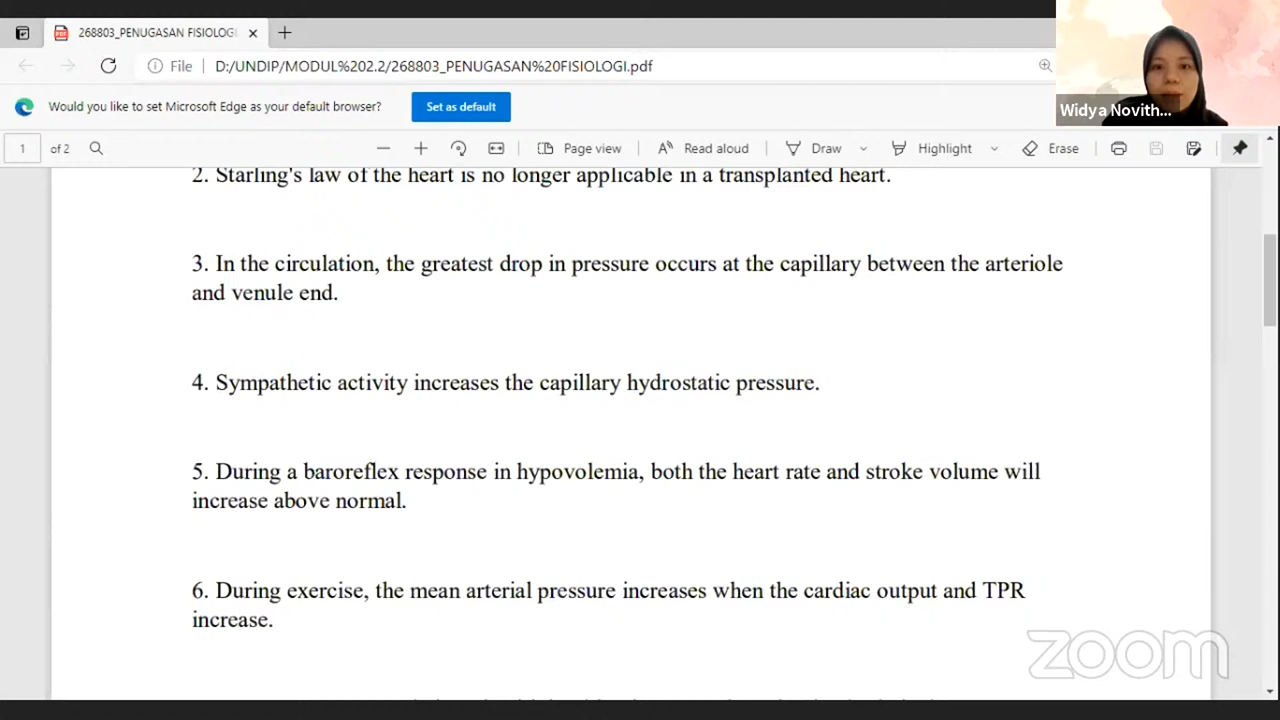 268803_PENUGASAN FISIOLOGI
File
D:/UNDIP/MODUL%202.2/268803_PENUGASAN%20FISIOLOGI.pdf
Would you like to set Microsoft Edge as your default browser?
Set as default
Widya Novith...
1 of 2
Page view
Read aloud
Draw
Highlight
Erase
2. Starling's law of the heart is no longer applicable in a transplanted heart.
3. In the circulation, the greatest drop in pressure occurs at the capillary between the arteriole
and venule end.
4. Sympathetic activity increases the capillary hydrostatic pressure.
5. During a baroreflex response in hypovolemia, both the heart rate and stroke volume will
increase above normal.
6. During exercise, the mean arterial pressure increases when the cardiac output and TPR
increase.
zoom